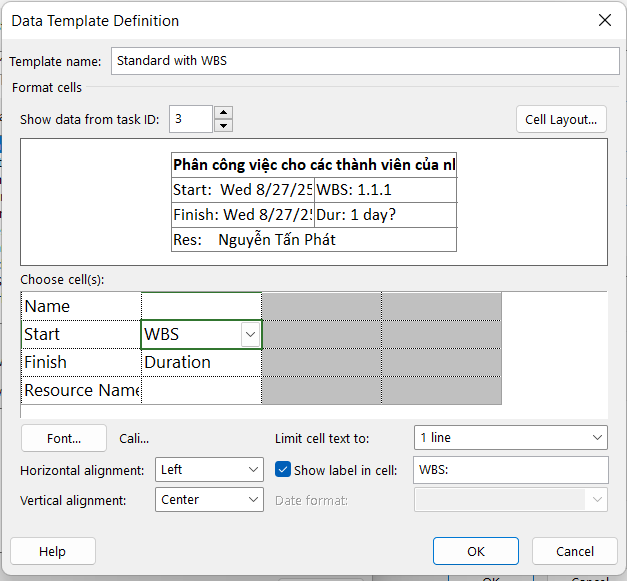 Data Template Definition
Template name: Standard with WBS
Format cells
Show data from task ID: 3 Cell Layout...
Phân công việc cho các thành viên của nl
Start: Wed 8/27/25 WBS: 1.1.1
Finish: Wed 8/27/25 Dur: 1 day?
Res: Nguyễn Tấn Phát
Choose cell(s):
Name
Start WBS
Finish Duration
Resource Name
Font... Cali... Limit cell text to: 1 line
Horizontal alignment: Left Show label in cell: WBS:
Vertical alignment: Center Date format:
Help OK Cancel